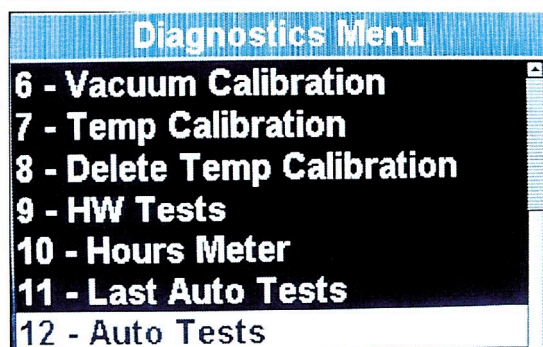 Diagnostics Menu
6 - Vacuum Calibration
7 - Temp Calibration
8 - Delete Temp Calibration
9 - HW Tests
10 - Hours Meter
11 - Last Auto Tests
12 - Auto Tests